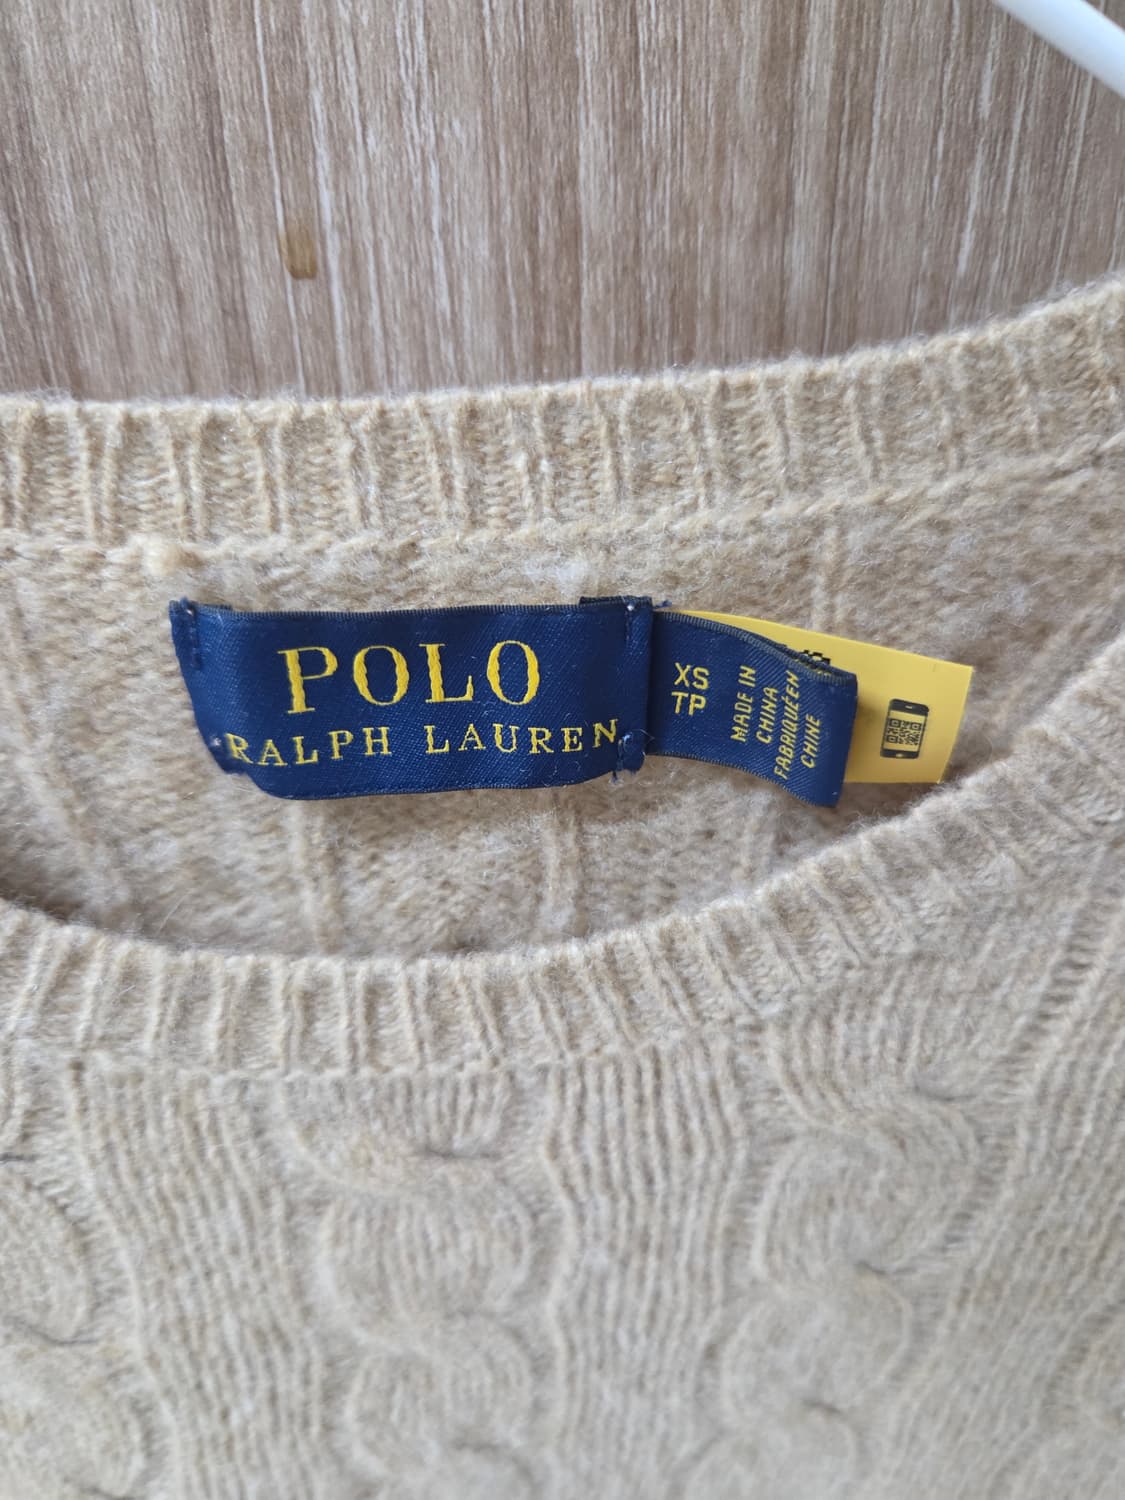 POLO
RALPH LAUREN
XS
TP
MADE IN
CHINA
FABRIQUÉ EN
CHINE